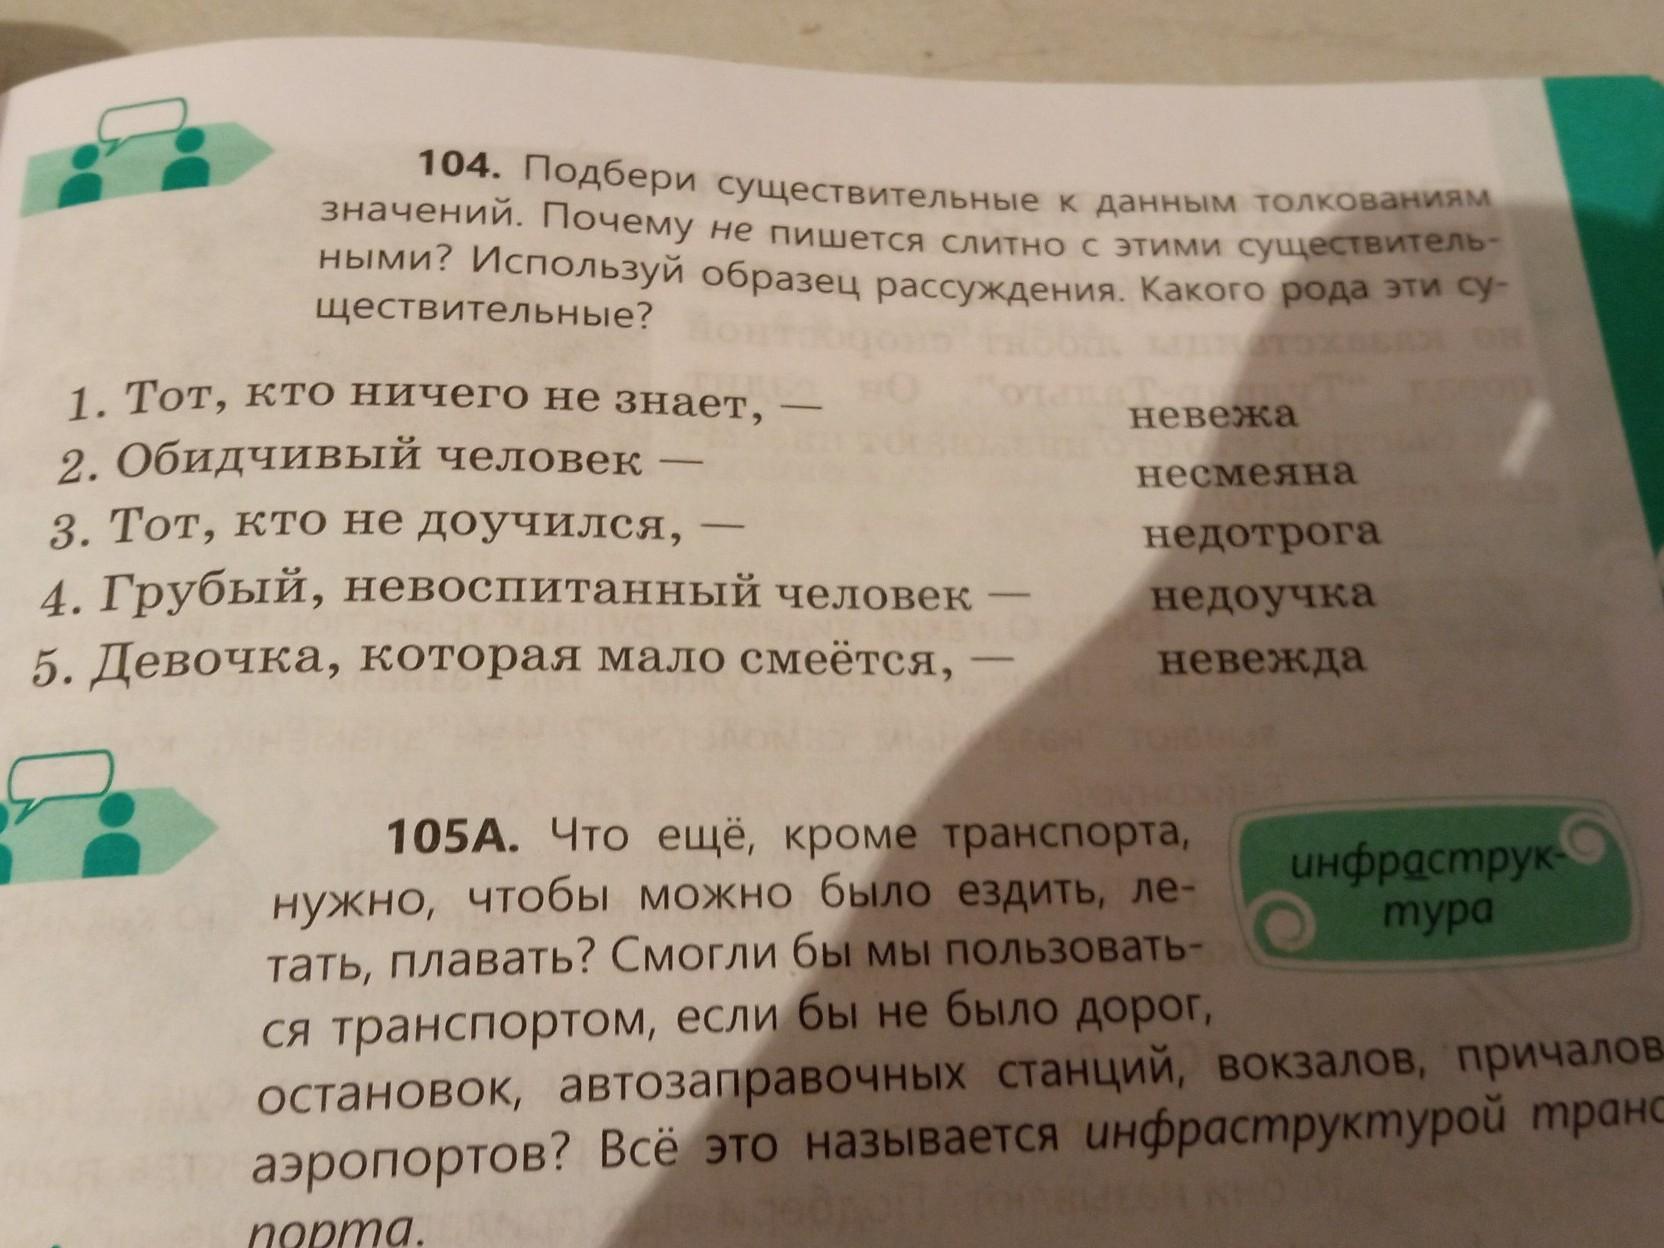 104. Подбери существительные к данным толкованиям
значений. Почему не пишется слитно с этими существитель-
ными? Используй образец рассуждения. Какого рода эти су-
ществительные?
1. Тот, кто ничего не знает, — невежа
2. Обидчивый человек — несмеяна
3. Тот, кто не доучился, — недотрога
4. Грубый, невоспитанный человек — недоучка
5. Девочка, которая мало смеётся, — невежда
105А. Что ещё, кроме транспорта,
нужно, чтобы можно было ездить, ле-
тать, плавать? Смогли бы мы пользовать-
ся транспортом, если бы не было дорог,
остановок, автозаправочных станций, вокзалов, причалов
аэропортов? Всё это называется инфраструктурой транс
порта.
инфраструк-
тура